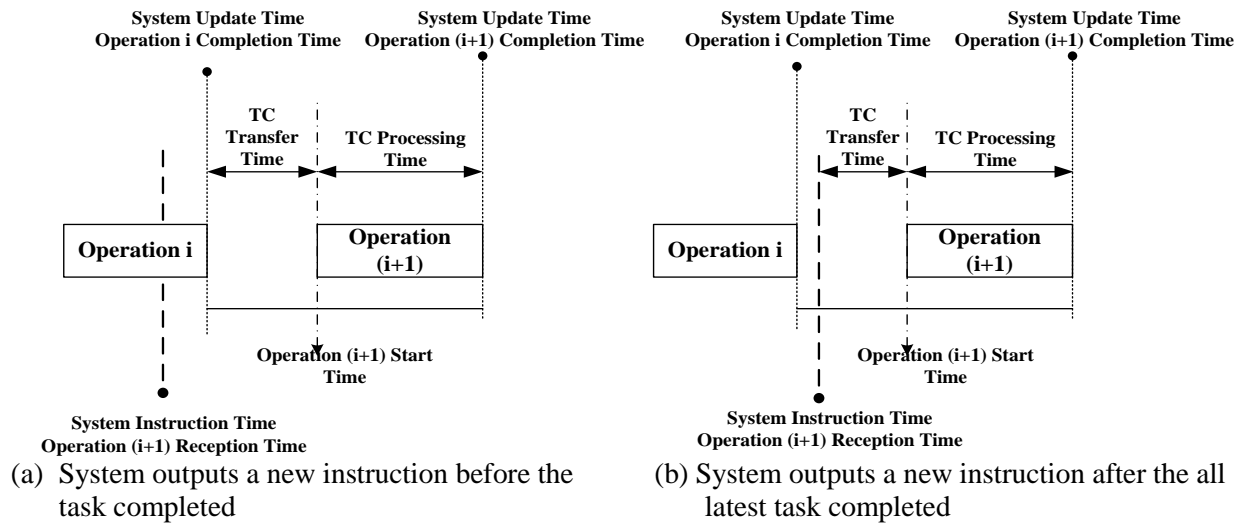 System Update Time
Operation i Completion Time
System Update Time
Operation (i+1) Completion Time
TC
Transfer
Time
TC Processing
Time
Operation i
Operation
(i+1)
Operation (i+1) Start
Time
System Instruction Time
Operation (i+1) Reception Time
(a) System outputs a new instruction before the
task completed
System Update Time
Operation i Completion Time
System Update Time
Operation (i+1) Completion Time
TC
Transfer
Time
TC Processing
Time
Operation i
Operation
(i+1)
Operation (i+1) Start
Time
System Instruction Time
Operation (i+1) Reception Time
(b) System outputs a new instruction after the all
latest task completed